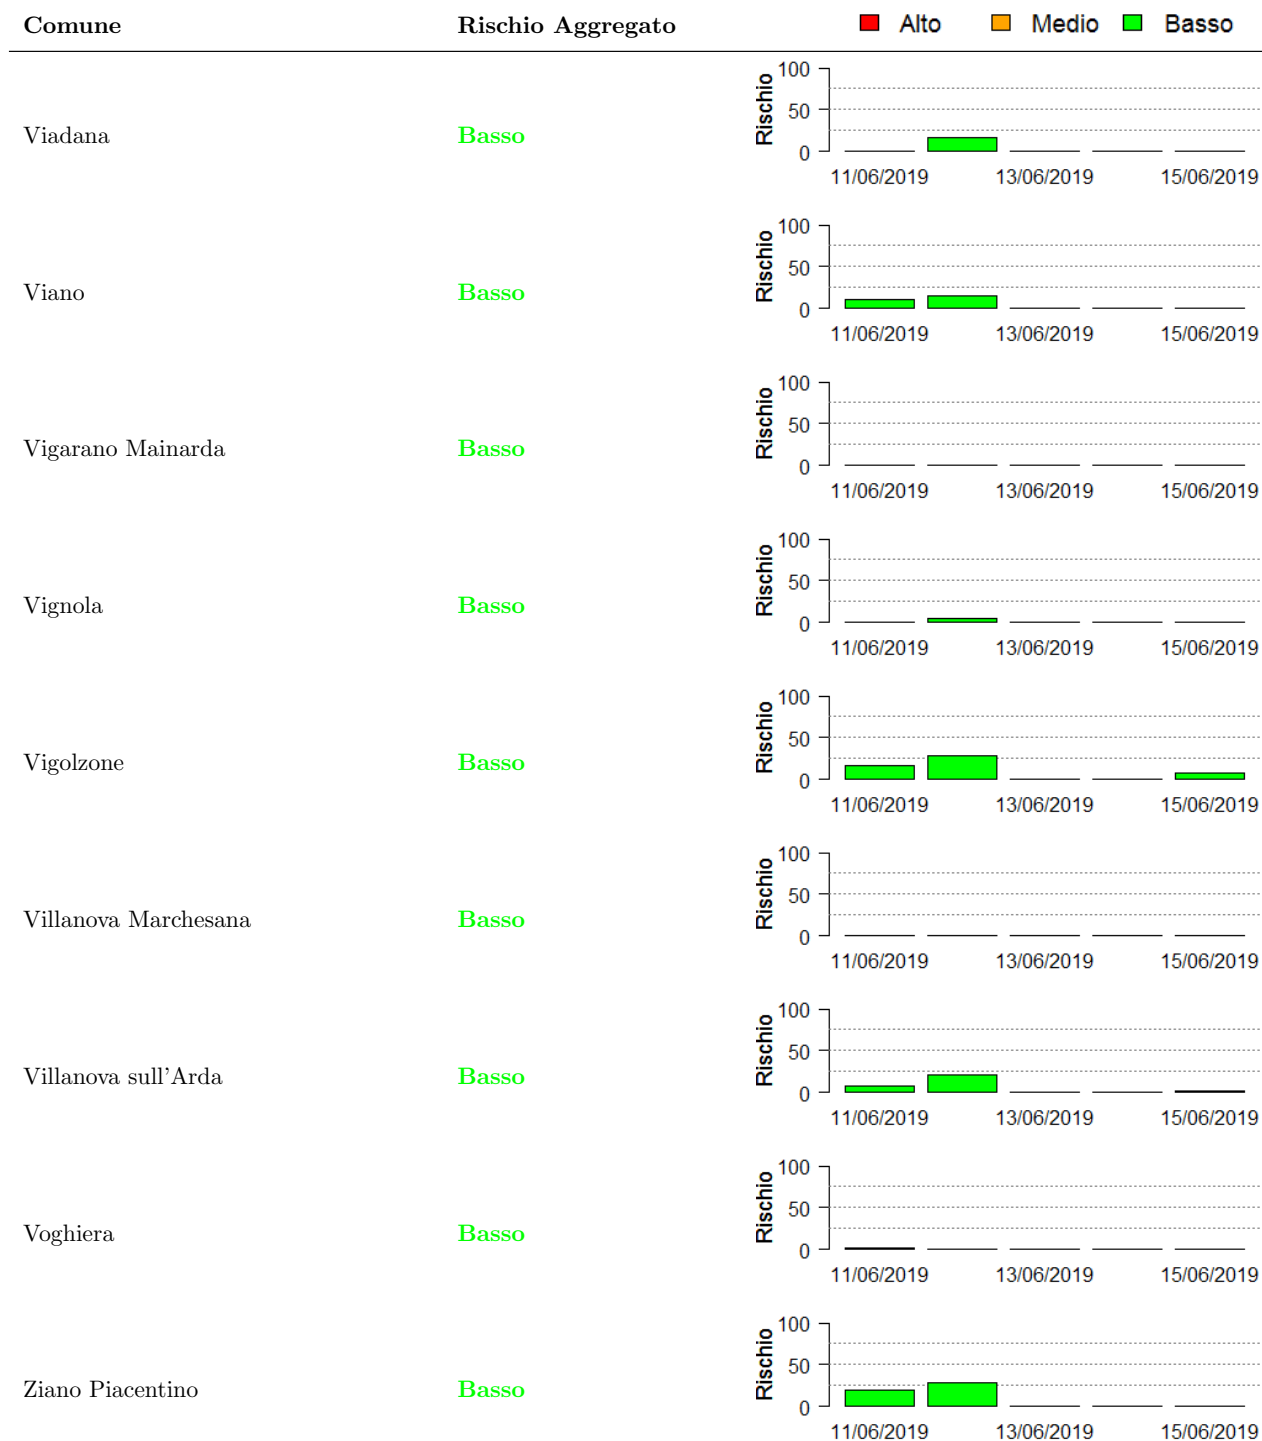 Comune Rischio Aggregato Alto Medio Basso
100
50
0
Rischio
Viadana Basso
11/06/2019 13/06/2019 15/06/2019
100
50
0
Rischio
Viano Basso
11/06/2019 13/06/2019 15/06/2019
100
50
0
Rischio
Vigarano Mainarda Basso
11/06/2019 13/06/2019 15/06/2019
100
50
0
Rischio
Vignola Basso
11/06/2019 13/06/2019 15/06/2019
100
50
0
Rischio
Vigolzone Basso
11/06/2019 13/06/2019 15/06/2019
100
50
0
Rischio
Villanova Marchesana Basso
11/06/2019 13/06/2019 15/06/2019
100
50
0
Rischio
Villanova sull'Arda Basso
11/06/2019 13/06/2019 15/06/2019
100
50
0
Rischio
Voghiera Basso
11/06/2019 13/06/2019 15/06/2019
100
50
0
Rischio
Ziano Piacentino Basso
11/06/2019 13/06/2019 15/06/2019